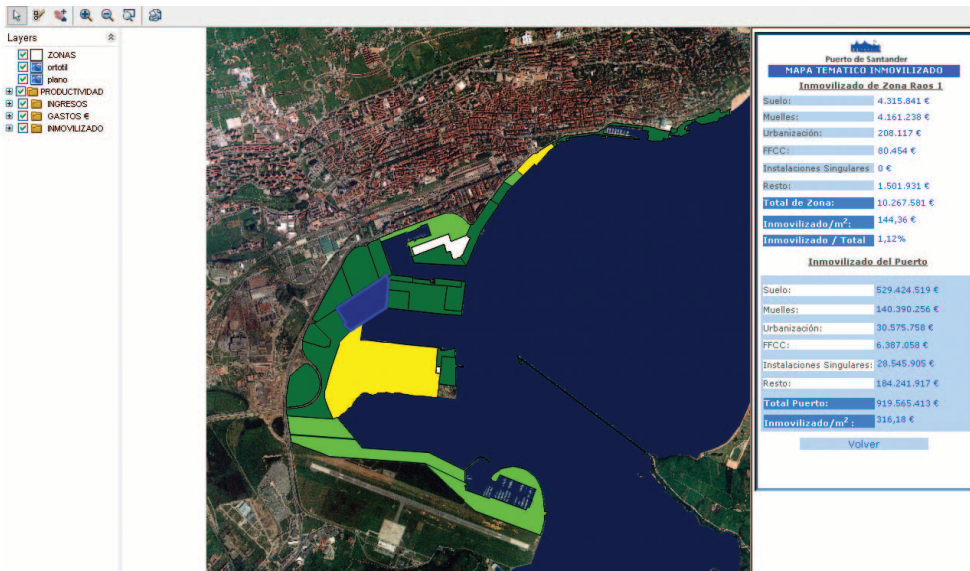 Layers
ZONAS
ortotil
plano
PRODUCTIVIDAD
INGRESOS
GASTOS €
INMOVILIZADO
Puerto de Santander
MAPA TEMATICO INMOVILIZADO
Inmovilizado de Zona Raos 1
Suelo: 4.315.841 €
Muelles: 4.161.238 €
Urbanización: 208.117 €
FFCC: 80.454 €
Instalaciones Singulares 0 €
Resto: 1.501.931 €
Total de Zona: 10.267.581 €
Inmovilizado/m²: 144,36 €
Inmovilizado / Total 1,12%
Inmovilizado del Puerto
Suelo: 529.424.519 €
Muelles: 140.390.256 €
Urbanización: 30.575.758 €
FFCC: 6.387.058 €
Instalaciones Singulares: 28.545.905 €
Resto: 184.241.917 €
Total Puerto: 919.565.413 €
Inmovilizado/m² : 316,18 €
Volver